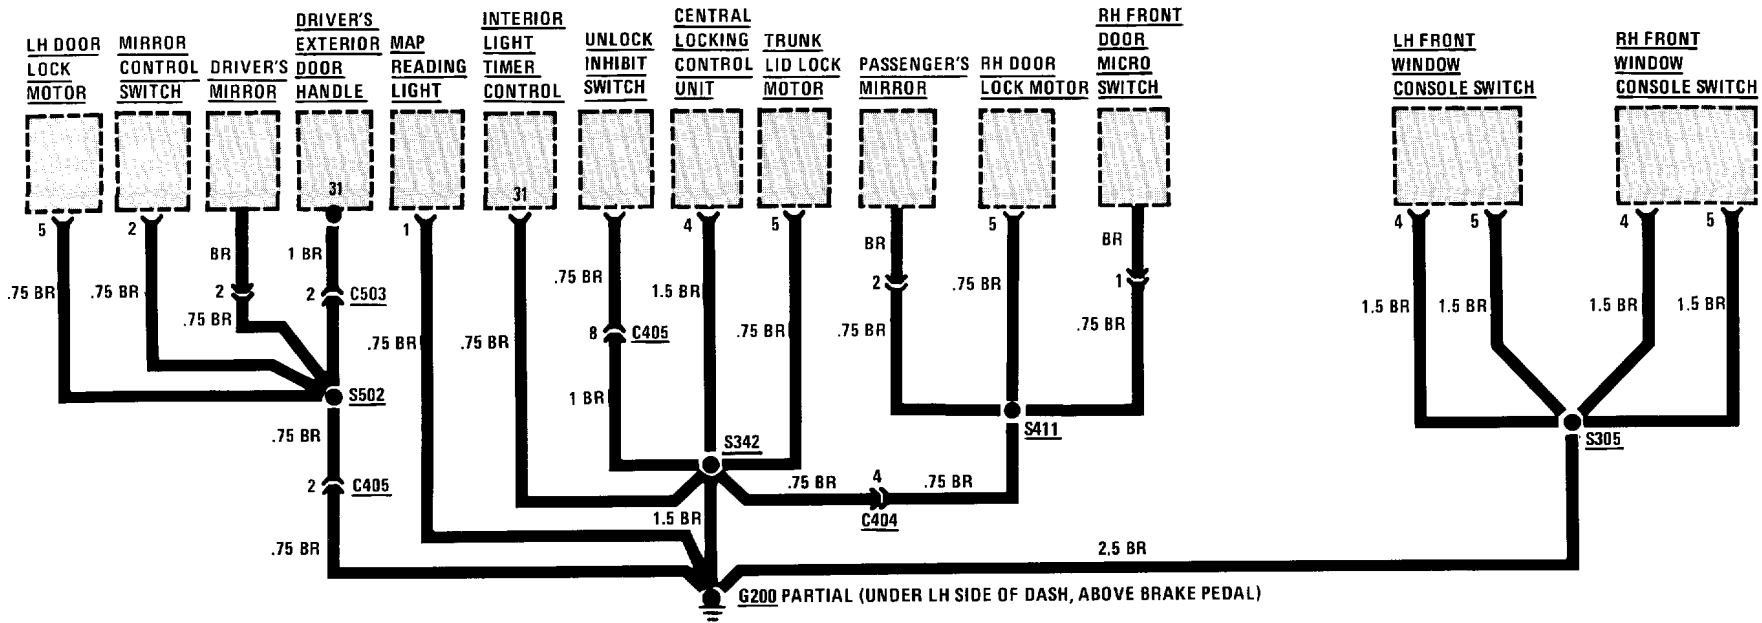 LH DOOR
LOCK
MOTOR
MIRROR
CONTROL
SWITCH
DRIVER'S
MIRROR
DRIVER'S
EXTERIOR
DOOR
HANDLE
MAP
READING
LIGHT
INTERIOR
LIGHT
TIMER
CONTROL
UNLOCK
INHIBIT
SWITCH
CENTRAL
LOCKING
CONTROL
UNIT
TRUNK
LID LOCK
MOTOR
PASSENGER'S
MIRROR
RH DOOR
LOCK MOTOR
RH FRONT
DOOR
MICRO
SWITCH
LH FRONT
WINDOW
CONSOLE SWITCH
RH FRONT
WINDOW
CONSOLE SWITCH
31
31
5
2
1
4
5
5
4
5
4
5
BR
1 BR
.75 BR
BR
BR
.75 BR
.75 BR
2
2
C503
1.5 BR
2
.75 BR
1
1.5 BR
1.5 BR
1.5 BR
1.5 BR
.75 BR
.75 BR
.75 BR
8
C405
.75 BR
.75 BR
.75 BR
S502
1 BR
S411
.75 BR
S342
S305
2
C405
.75 BR
4
.75 BR
C404
1.5 BR
.75 BR
2.5 BR
G200 PARTIAL (UNDER LH SIDE OF DASH, ABOVE BRAKE PEDAL)